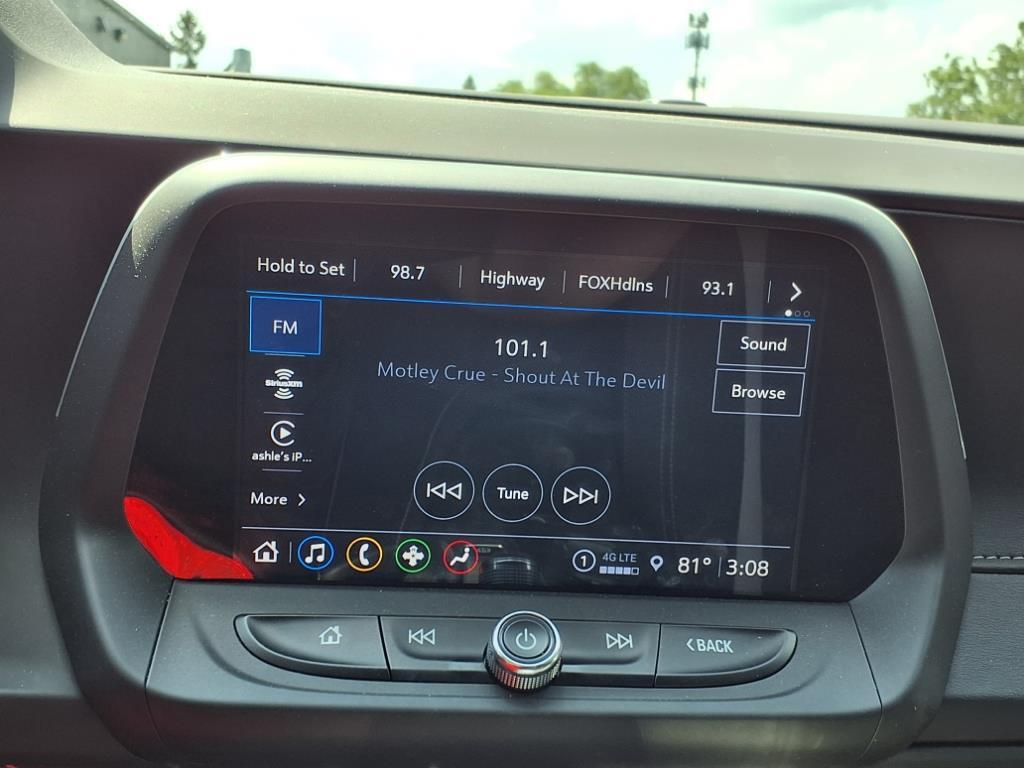 Hold to Set 98.7 Highway FOXHdlns 93.1
FM
101.1
Sound
Motley Crue - Shout At The Devil
SiriusXM
Browse
ashle's iP...
Tune
More
1 4G LTE 81° 3:08
BACK